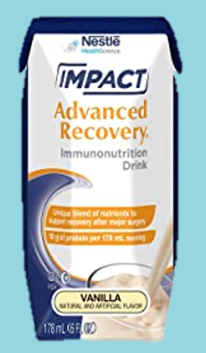 Nestlé
HealthScience
IMPACT
Advanced
Recovery®
Immunonutrition
Drink
Unique blend of nutrients to
support recovery after major surgery
18 g of protein per 178 mL serving
VANILLA
NATURAL AND ARTIFICIAL FLAVOR
178 mL (6 Fl